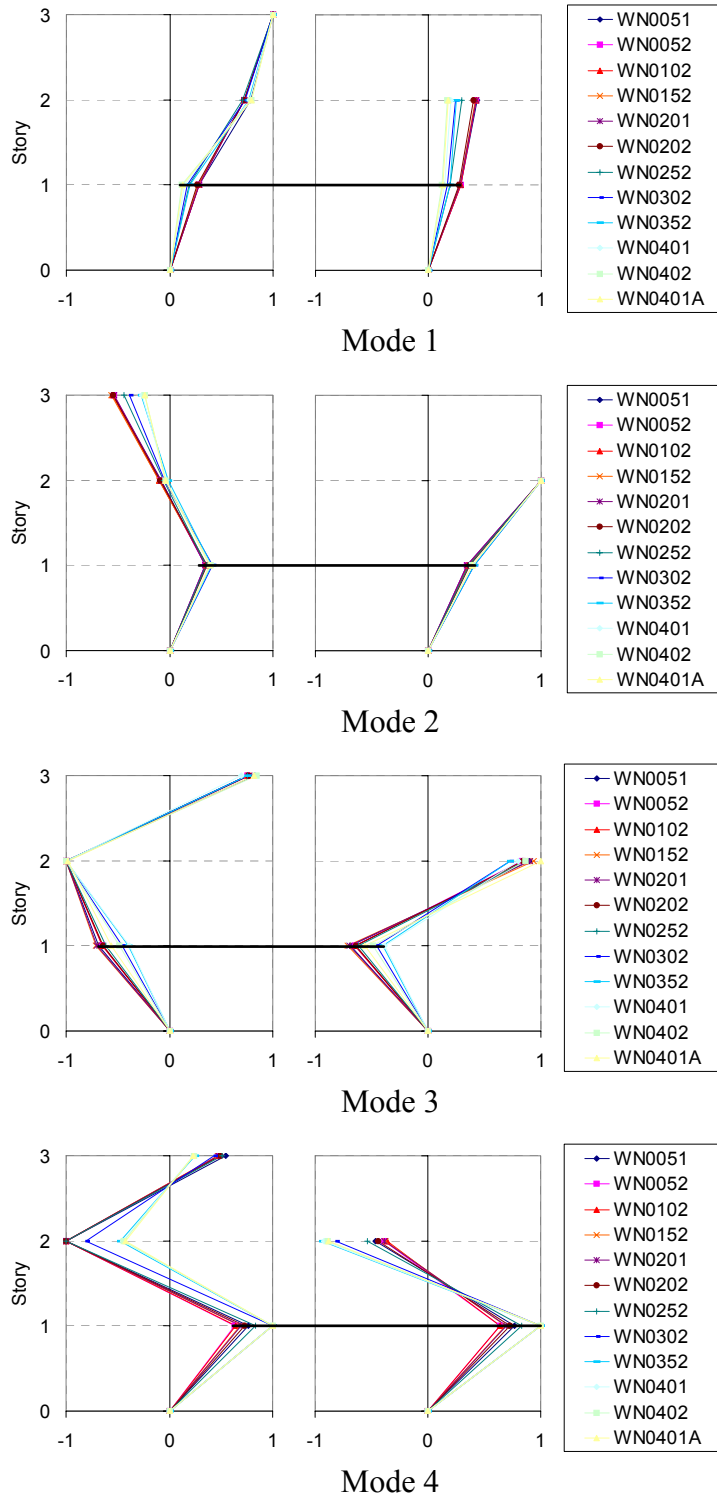 3
2
1
0
Story
-1
0
1
-1
0
1
WN0051
WN0052
WN0102
WN0152
WN0201
WN0202
WN0252
WN0302
WN0352
WN0401
WN0402
WN0401A
Mode 1
3
2
1
0
Story
-1
0
1
-1
0
1
WN0051
WN0052
WN0102
WN0152
WN0201
WN0202
WN0252
WN0302
WN0352
WN0401
WN0402
WN0401A
Mode 2
3
2
1
0
Story
-1
0
1
-1
0
1
WN0051
WN0052
WN0102
WN0152
WN0201
WN0202
WN0252
WN0302
WN0352
WN0401
WN0402
WN0401A
Mode 3
3
2
1
0
Story
-1
0
1
-1
0
1
WN0051
WN0052
WN0102
WN0152
WN0201
WN0202
WN0252
WN0302
WN0352
WN0401
WN0402
WN0401A
Mode 4